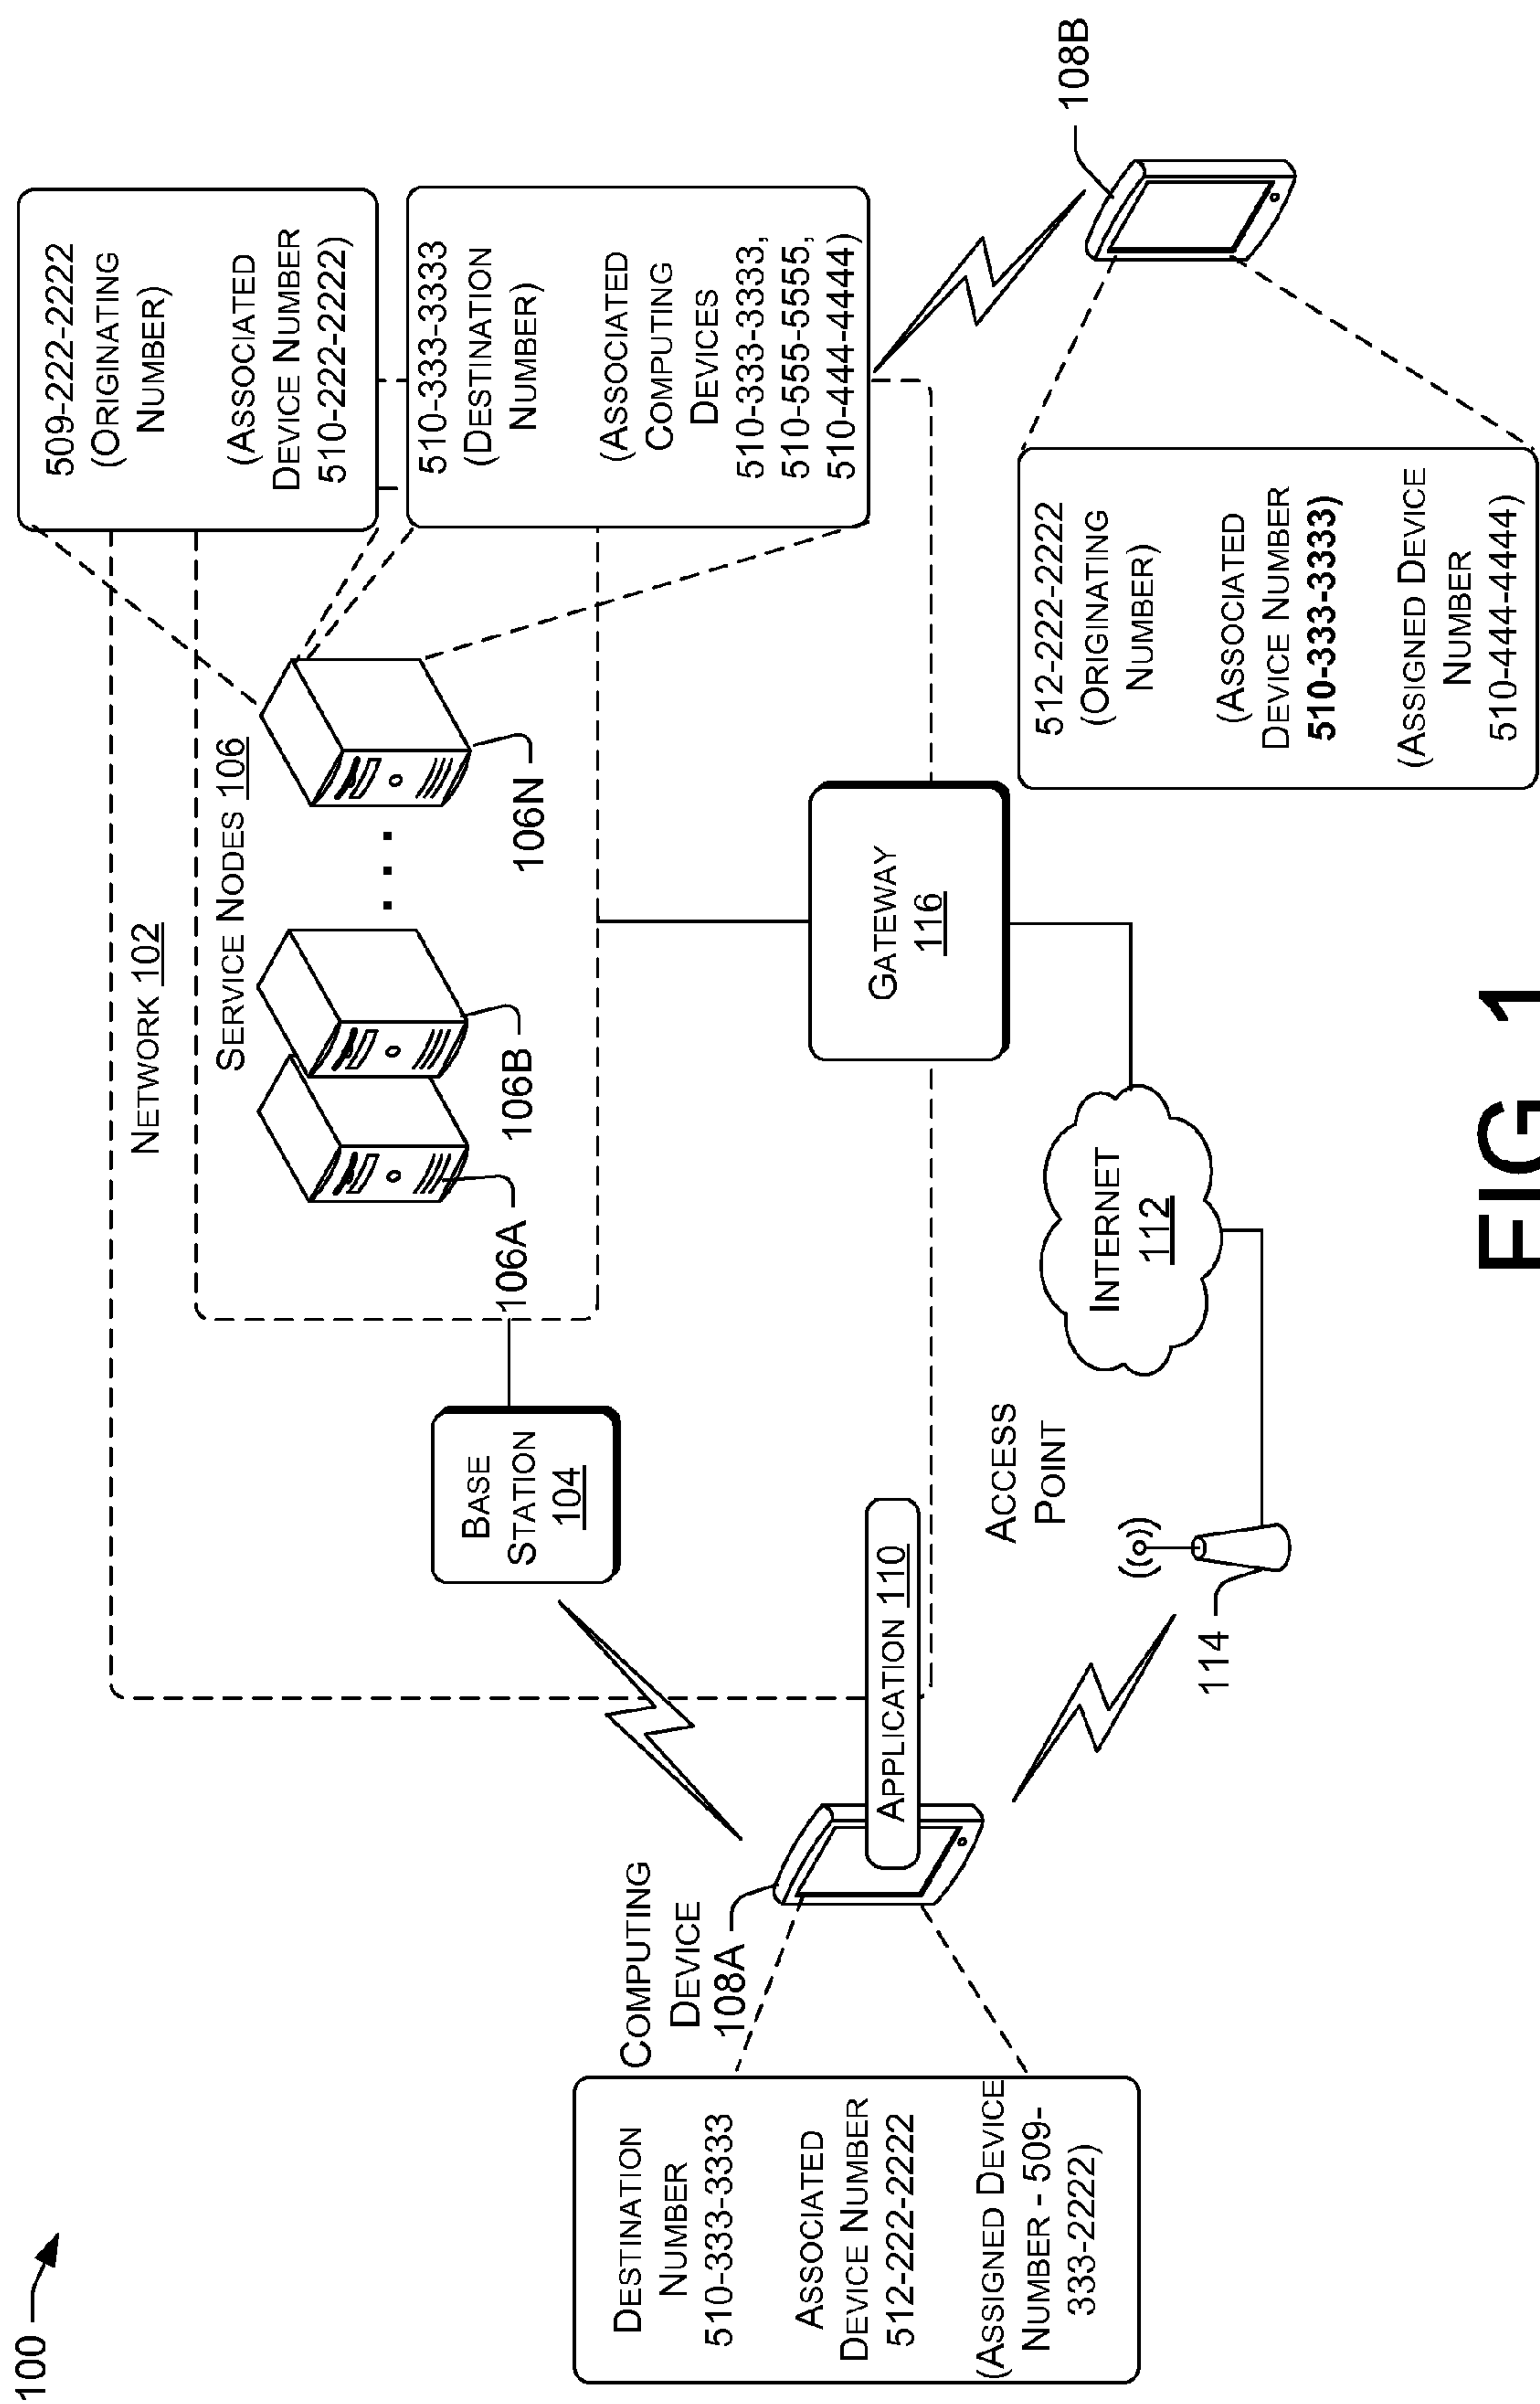 100
NETWORK 102
SERVICE NODES 106
106A
106B
. . .
106N
509-222-2222
(ORIGINATING
NUMBER)
(ASSOCIATED
DEVICE NUMBER
510-222-2222)
510-333-3333
(DESTINATION
NUMBER)
(ASSOCIATED
COMPUTING
DEVICES
510-333-3333,
510-555-5555,
510-444-4444)
BASE
STATION
104
COMPUTING
DEVICE
108A
APPLICATION 110
DESTINATION
NUMBER
510-333-3333
ASSOCIATED
DEVICE NUMBER
512-222-2222
(ASSIGNED DEVICE
NUMBER - 509-
333-2222)
GATEWAY
116
ACCESS
POINT
114
INTERNET
112
108B
512-222-2222
(ORIGINATING
NUMBER)
(ASSOCIATED
DEVICE NUMBER
510-333-3333)
(ASSIGNED DEVICE
NUMBER
510-444-4444)
FIG. 1